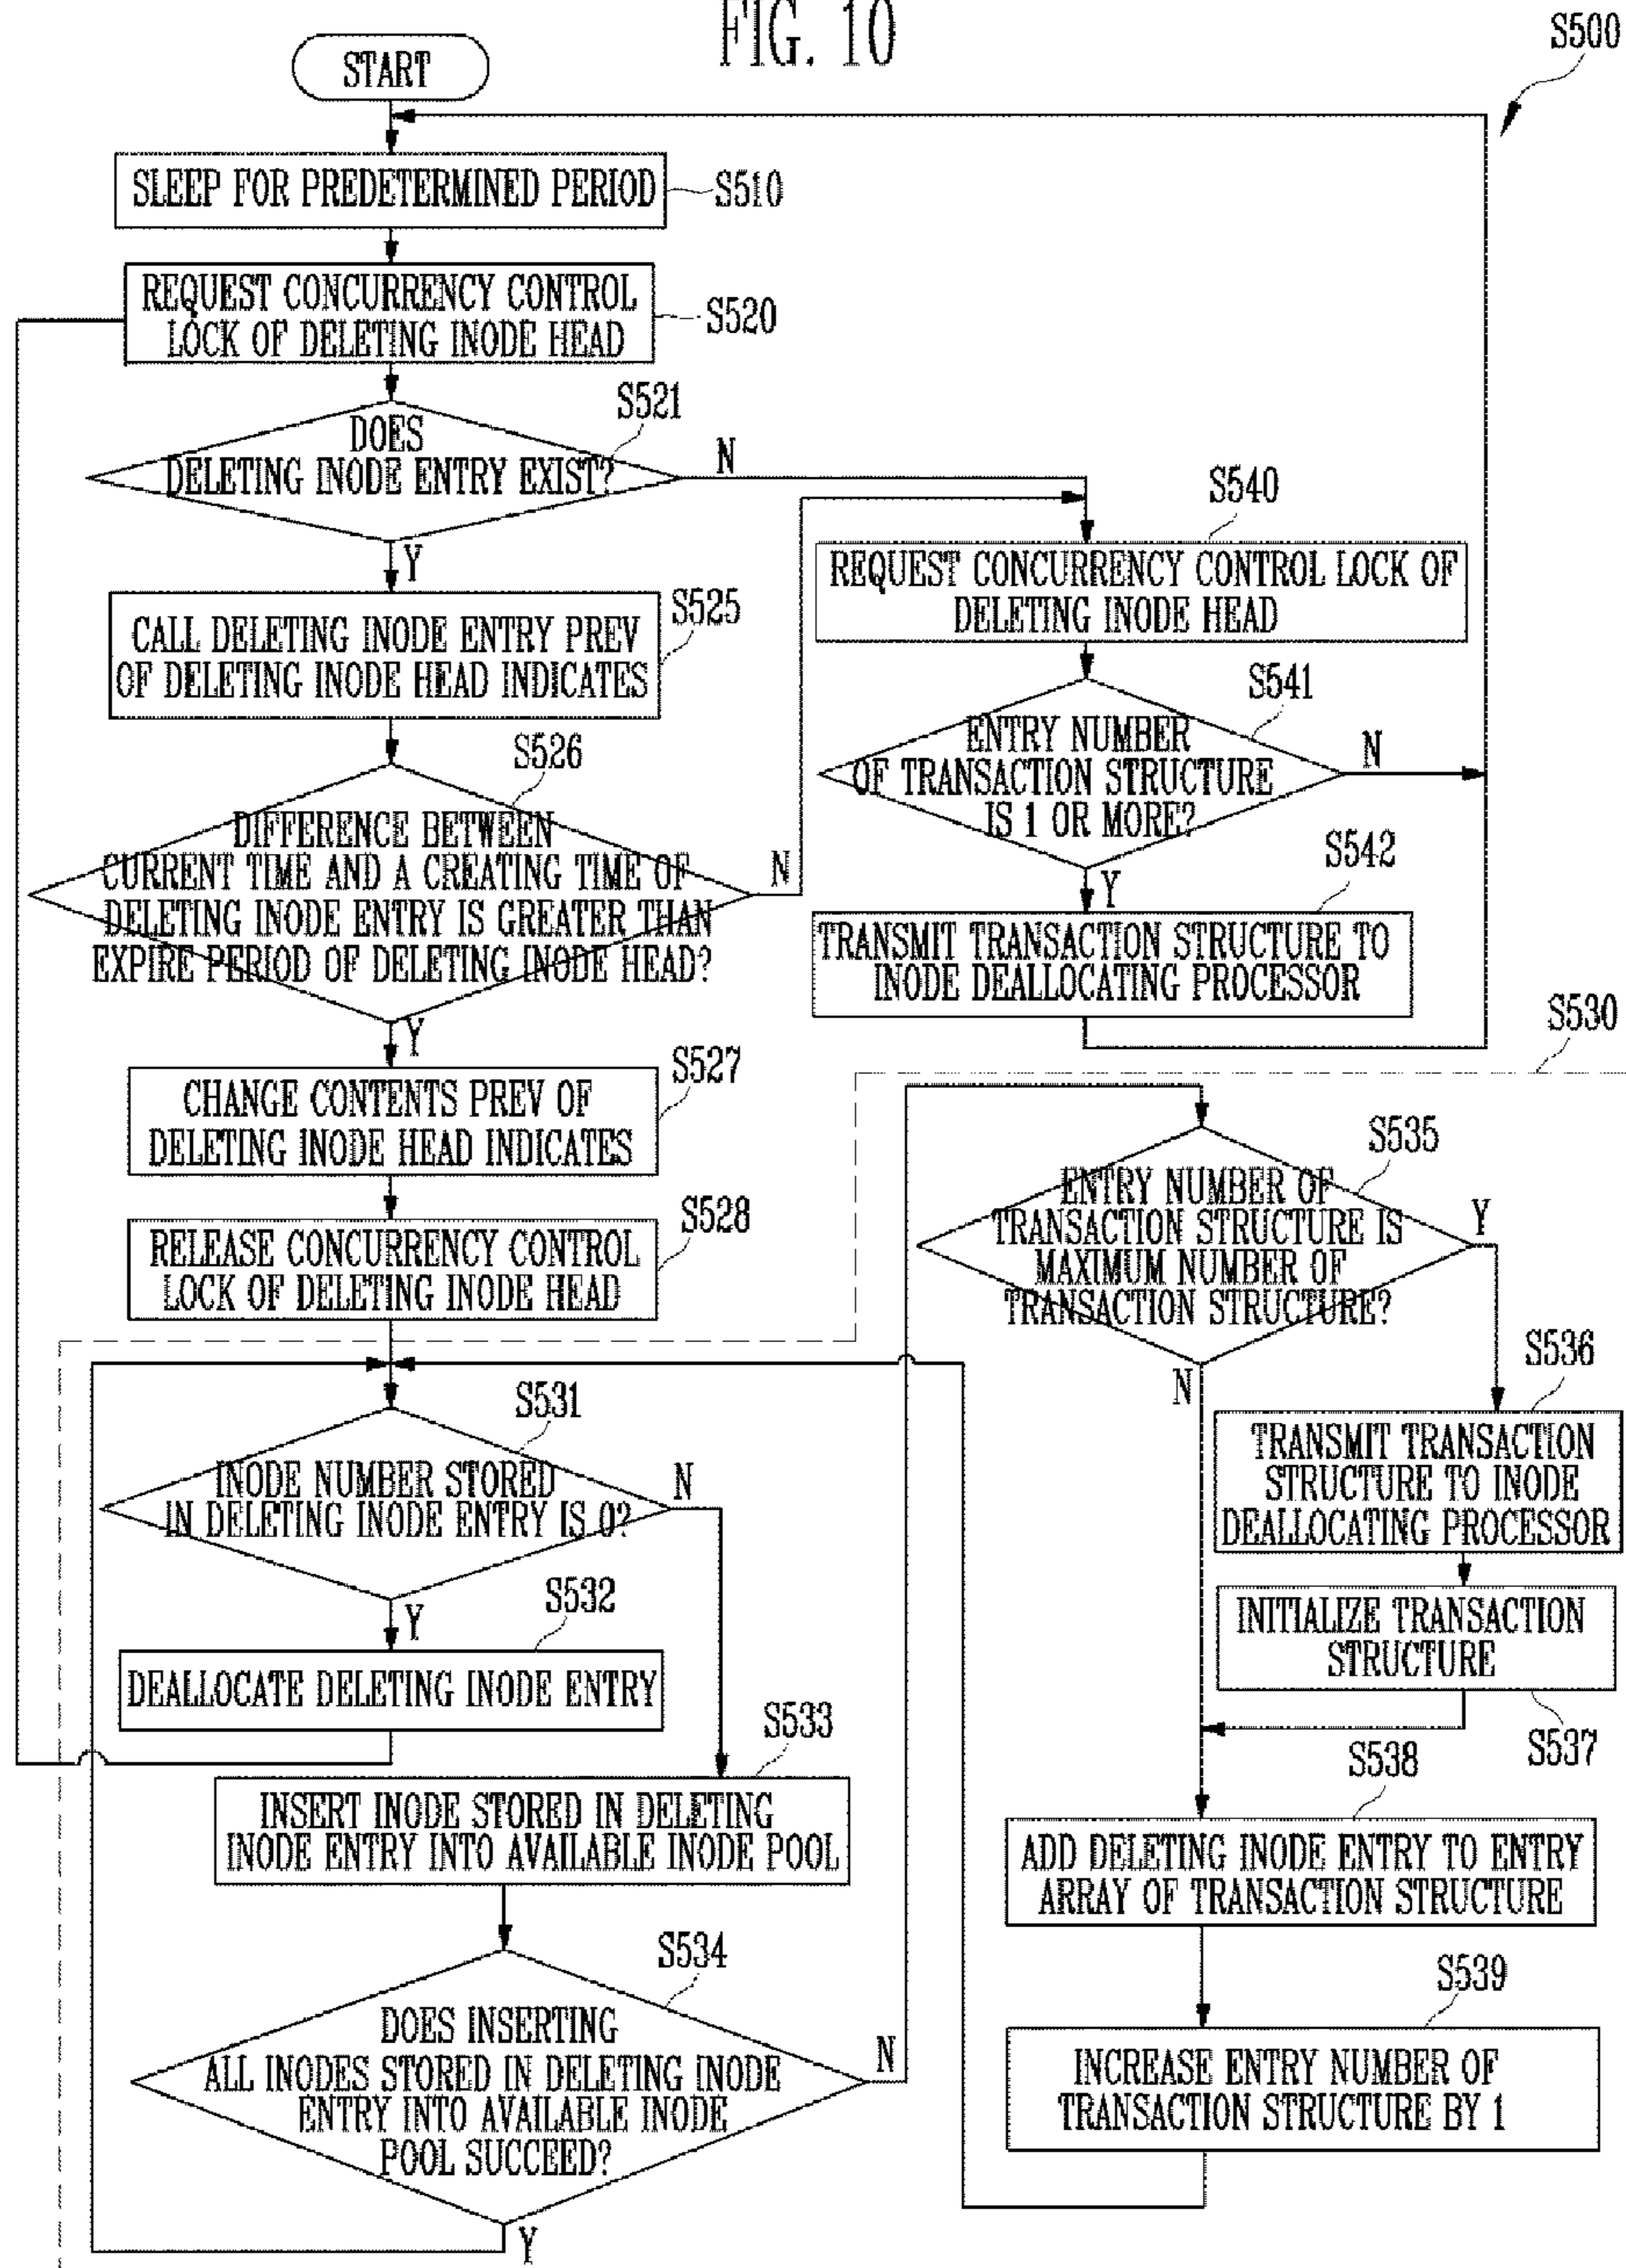 FIG. 10
S500
START
SLEEP FOR PREDETERMINED PERIOD
S510
REQUEST CONCURRENCY CONTROL
LOCK OF DELETING INODE HEAD
S520
S521
DOES
DELETING INODE ENTRY EXIST?
N
Y
S525
CALL DELETING INODE ENTRY PREV
OF DELETING INODE HEAD INDICATES
S526
DIFFERENCE BETWEEN
CURRENT TIME AND A CREATING TIME OF
DELETING INODE ENTRY IS GREATER THAN
EXPIRE PERIOD OF DELETING INODE HEAD?
N
Y
S527
CHANGE CONTENTS PREV OF
DELETING INODE HEAD INDICATES
S528
RELEASE CONCURRENCY CONTROL
LOCK OF DELETING INODE HEAD
S540
REQUEST CONCURRENCY CONTROL LOCK OF
DELETING INODE HEAD
S541
ENTRY NUMBER
OF TRANSACTION STRUCTURE
IS 1 OR MORE?
N
Y
S542
TRANSMIT TRANSACTION STRUCTURE TO
INODE DEALLOCATING PROCESSOR
S530
S531
INODE NUMBER STORED
IN DELETING INODE ENTRY IS 0?
N
Y
S532
DEALLOCATE DELETING INODE ENTRY
S533
INSERT INODE STORED IN DELETING
INODE ENTRY INTO AVAILABLE INODE POOL
S534
DOES INSERTING
ALL INODES STORED IN DELETING INODE
ENTRY INTO AVAILABLE INODE
POOL SUCCEED?
N
Y
S535
ENTRY NUMBER OF
TRANSACTION STRUCTURE IS
MAXIMUM NUMBER OF
TRANSACTION STRUCTURE?
Y
N
S536
TRANSMIT TRANSACTION
STRUCTURE TO INODE
DEALLOCATING PROCESSOR
INITIALIZE TRANSACTION
STRUCTURE
S537
S538
ADD DELETING INODE ENTRY TO ENTRY
ARRAY OF TRANSACTION STRUCTURE
S539
INCREASE ENTRY NUMBER OF
TRANSACTION STRUCTURE BY 1